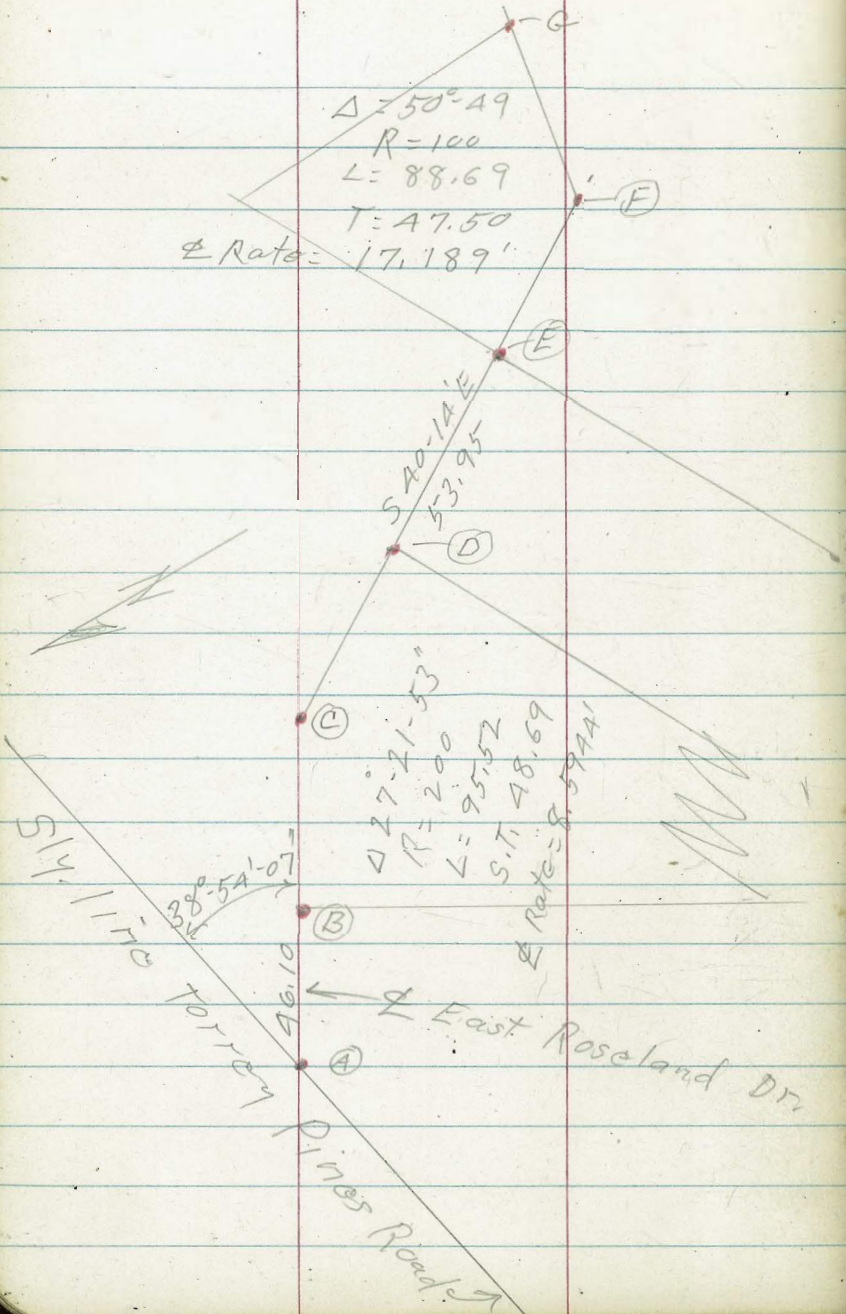 G
Δ = 50°-49
R = 100
L = 88.69
T = 47.50
℄ Rate = 17.189'
F
E
S 40-14' E
53.95
D
N
C
Δ 27°-21-53"
R = 200
L = 95.52
S.T. 48.69
℄ Rate = 8.5944'
38°-54'-07"
B
46.10
℄ East Roseland Dr.
A
Sly. line Torrey Pines Road